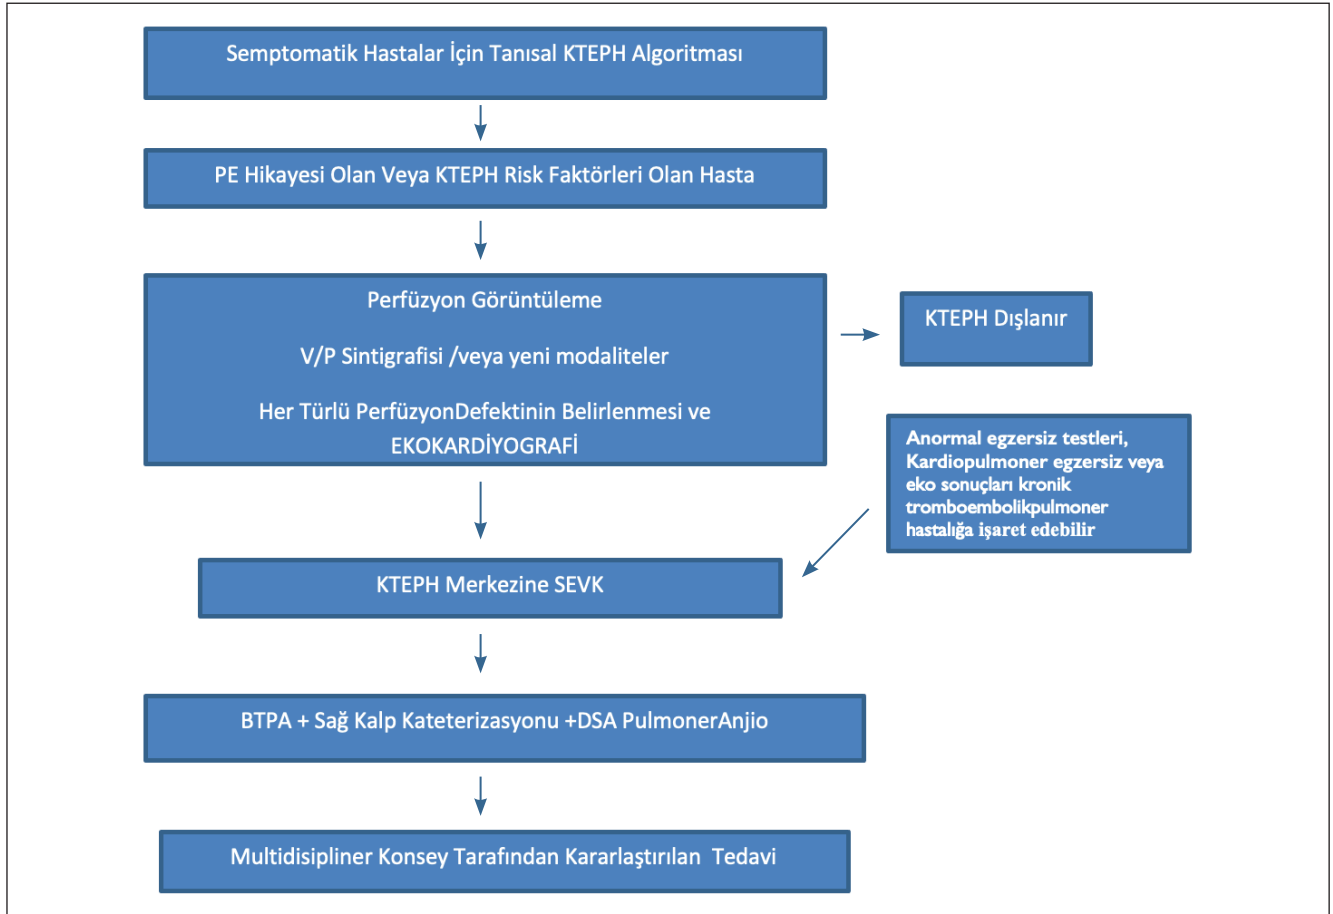 Semptomatik Hastalar İçin Tanısal KTEPH Algoritması
PE Hikayesi Olan Veya KTEPH Risk Faktörleri Olan Hasta
Perfüzyon Görüntüleme
V/P Sintigrafisi /veya yeni modaliteler
Her Türlü PerfüzyonDefektinin Belirlenmesi ve
EKOKARDİYOGRAFİ
KTEPH Dışlanır
Anormal egzersiz testleri,
Kardiopulmoner egzersiz veya
eko sonuçları kronik
tromboembolikpulmoner
hastalığa işaret edebilir
KTEPH Merkezine SEVK
BTPA + Sağ Kalp Kateterizasyonu +DSA PulmonerAnjio
Multidisipliner Konsey Tarafından Kararlaştırılan Tedavi